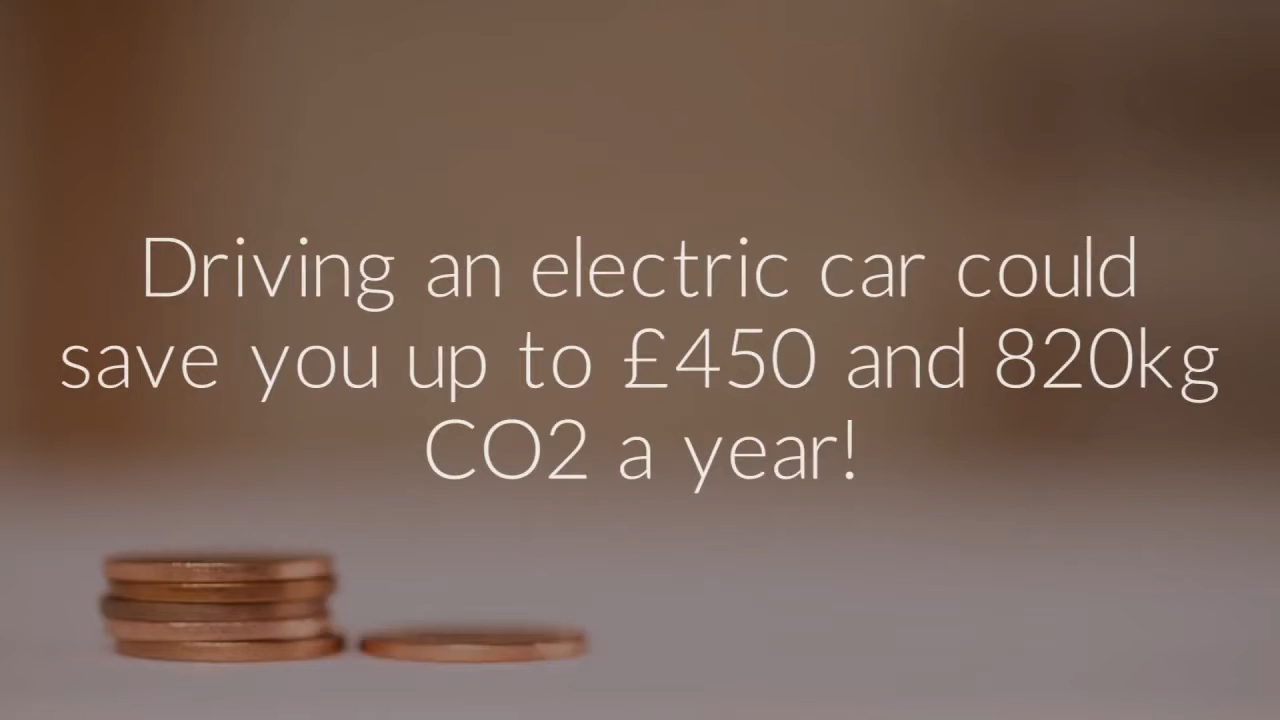 Driving an electric car could
save you up to £450 and 820kg
CO2 a year!